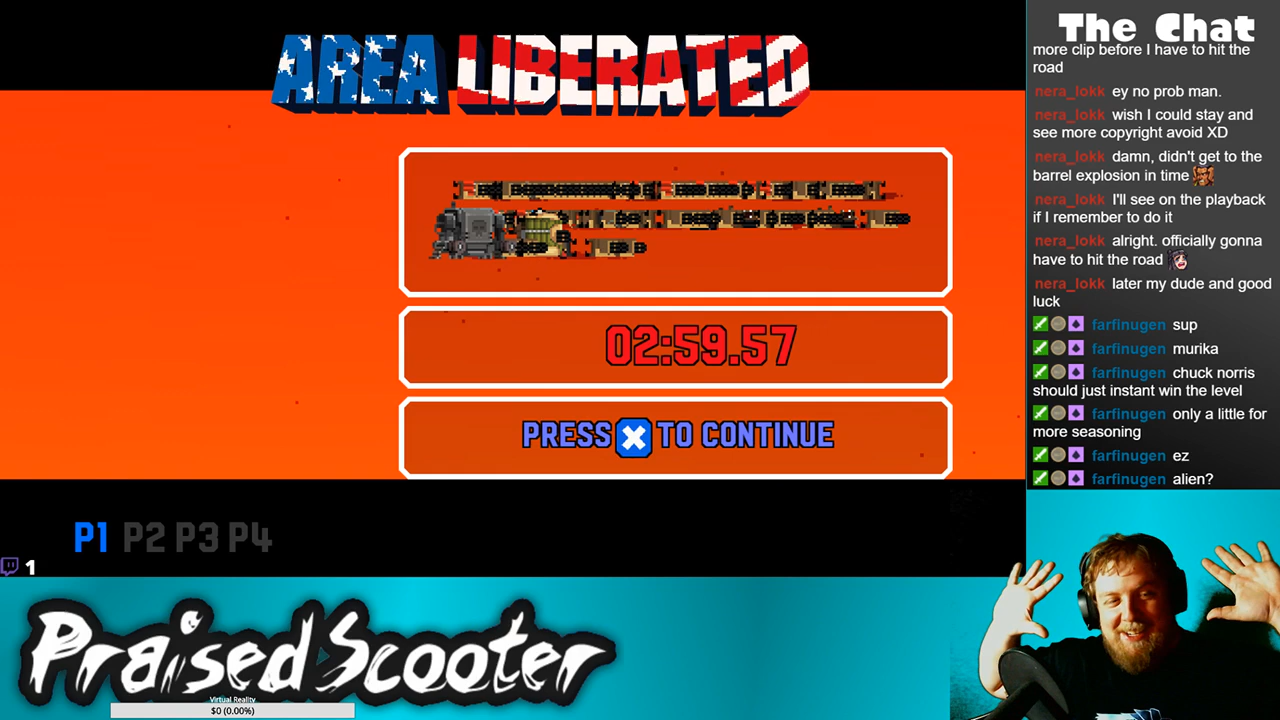 AREA LIBERATED
02:59.57
PRESS TO CONTINUE
P1 P2 P3 P4
1
PraisedScooter
Virtual Reality
$0 (0.00%)
The Chat
more clip before I have to hit the
road
nera_lokk ey no prob man.
nera_lokk wish I could stay and
see more copyright avoid XD
nera_lokk damn, didn't get to the
barrel explosion in time
nera_lokk I'll see on the playback
if I remember to do it
nera_lokk alright. officially gonna
have to hit the road
nera_lokk later my dude and good
luck
farfinugen sup
farfinugen murika
farfinugen chuck norris
should just instant win the level
farfinugen only a little for
more seasoning
farfinugen ez
farfinugen alien?